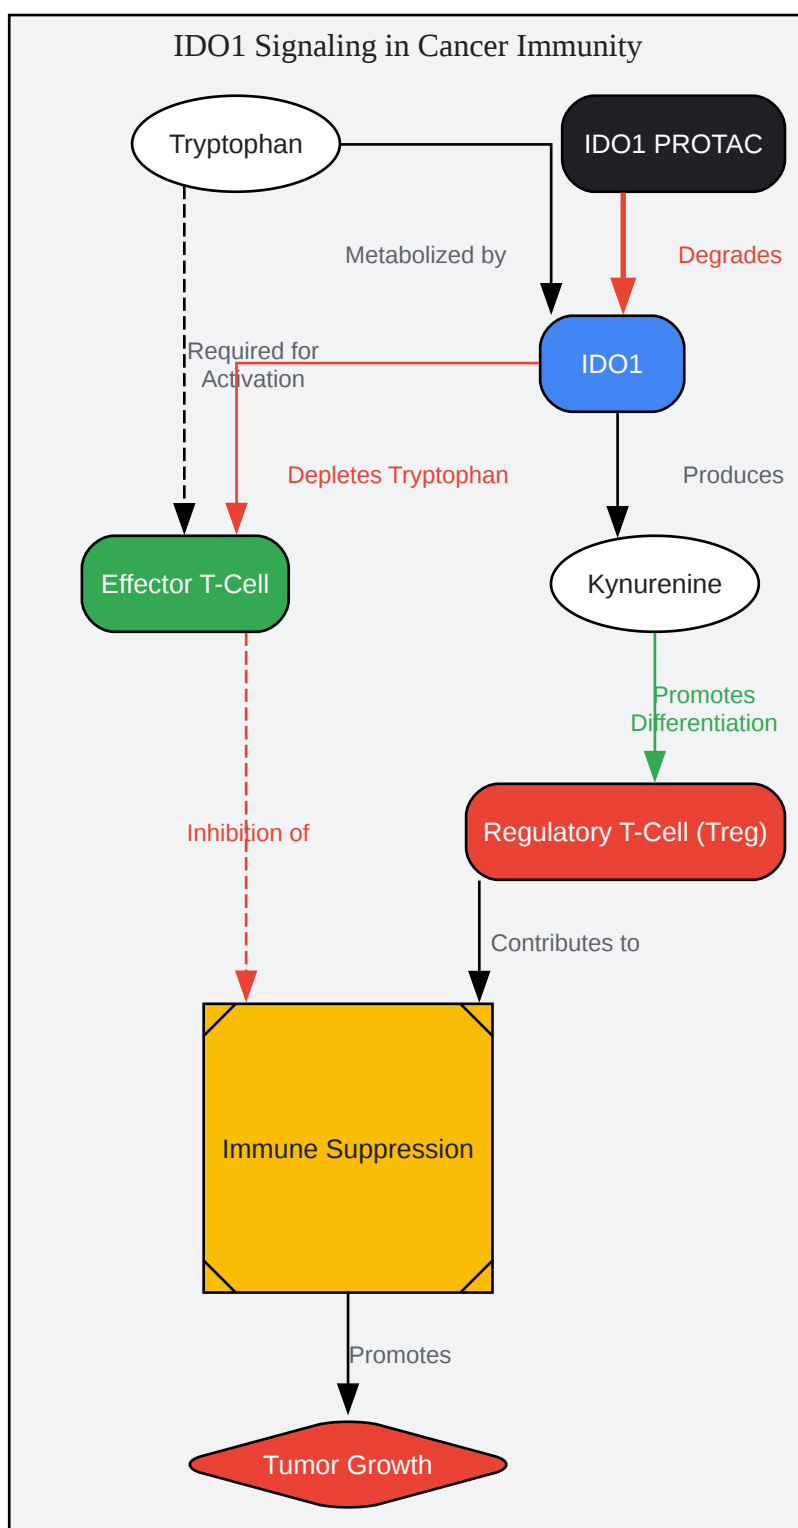 IDO1 Signaling in Cancer Immunity
Tryptophan
IDO1 PROTAC
Metabolized by
Degrades
Required for
Activation
IDO1
Depletes Tryptophan
Produces
Effector T-Cell
Kynurenine
Promotes
Differentiation
Inhibition of
Regulatory T-Cell (Treg)
Contributes to
Immune Suppression
Promotes
Tumor Growth